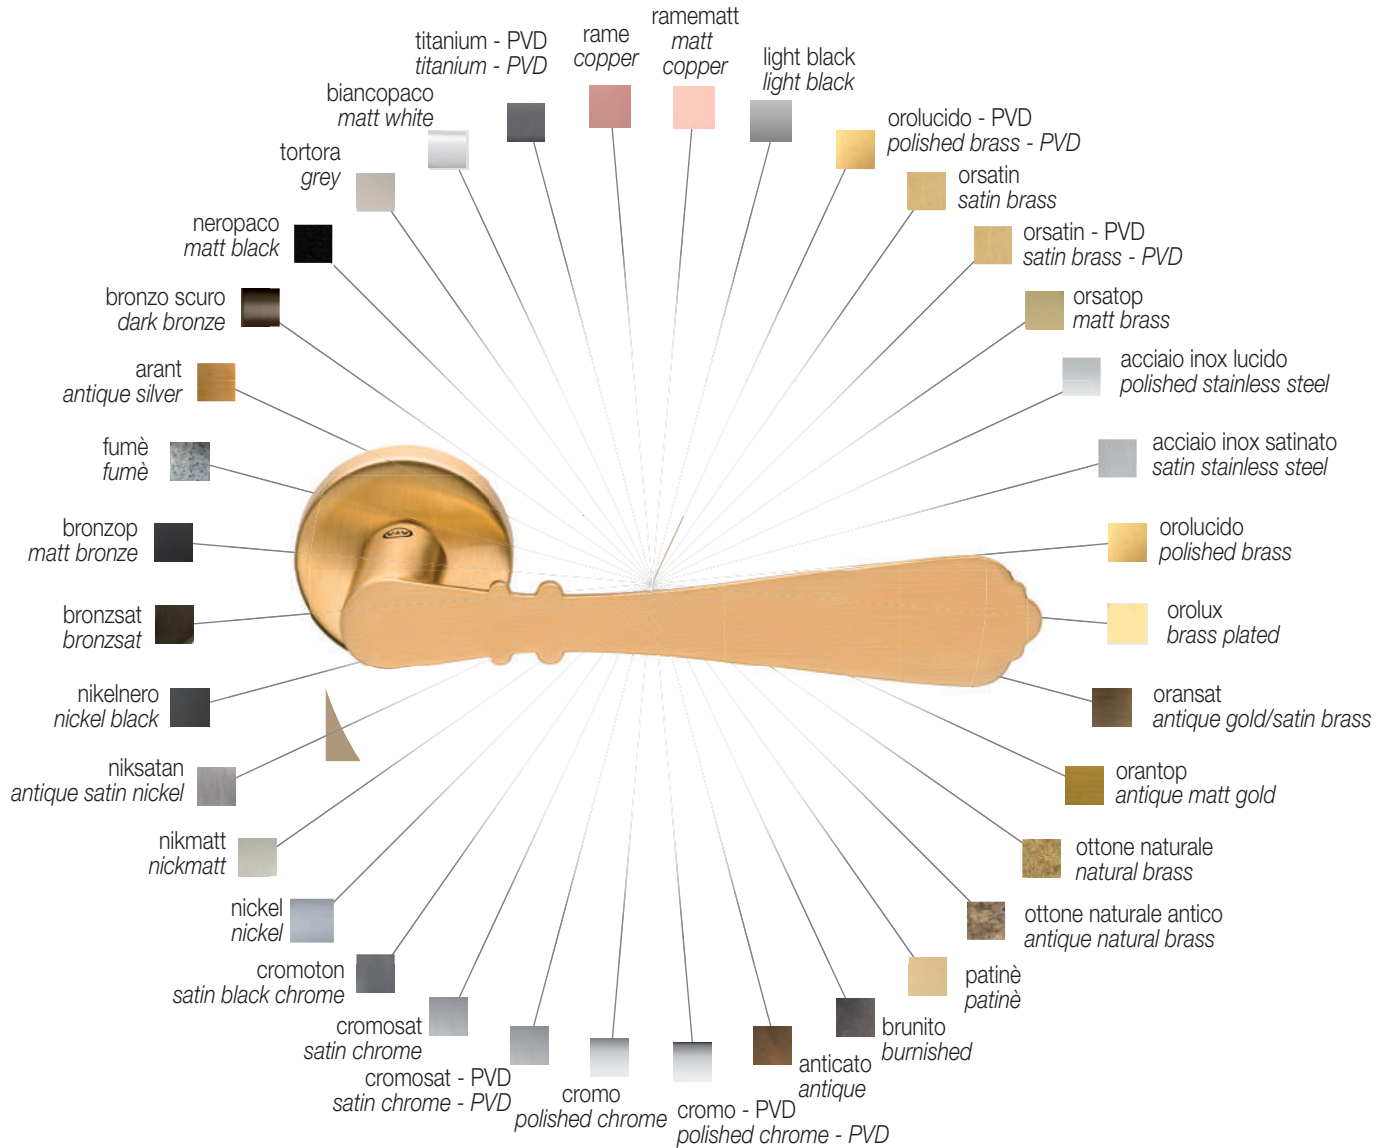 ramematt
matt
copper
rame
copper
titanium - PVD
titanium - PVD
light black
light black
biancopaco
matt white
orolucido - PVD
polished brass - PVD
tortora
grey
orsatin
satin brass
neropaco
matt black
orsatin - PVD
satin brass - PVD
bronzo scuro
dark bronze
orsatop
matt brass
arant
antique silver
acciaio inox lucido
polished stainless steel
fumè
fumè
acciaio inox satinato
satin stainless steel
bronzop
matt bronze
orolucido
polished brass
bronzsat
bronzsat
orolux
brass plated
nikelnero
nickel black
oransat
antique gold/satin brass
niksatan
antique satin nickel
orantop
antique matt gold
nikmatt
nickmatt
ottone naturale
natural brass
nickel
nickel
ottone naturale antico
antique natural brass
cromoton
satin black chrome
patinè
patinè
cromosat
satin chrome
brunito
burnished
cromosat - PVD
satin chrome - PVD
anticato
antique
cromo
polished chrome
cromo - PVD
polished chrome - PVD